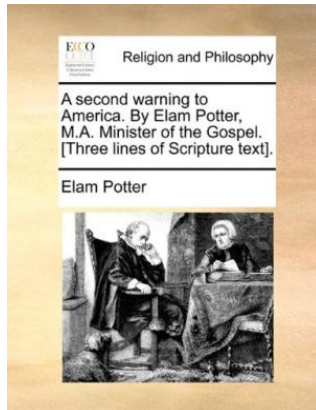 ECCO
Religion and Philosophy
A second warning to
America. By Elam Potter,
M.A. Minister of the Gospel.
[Three lines of Scripture text].
Elam Potter